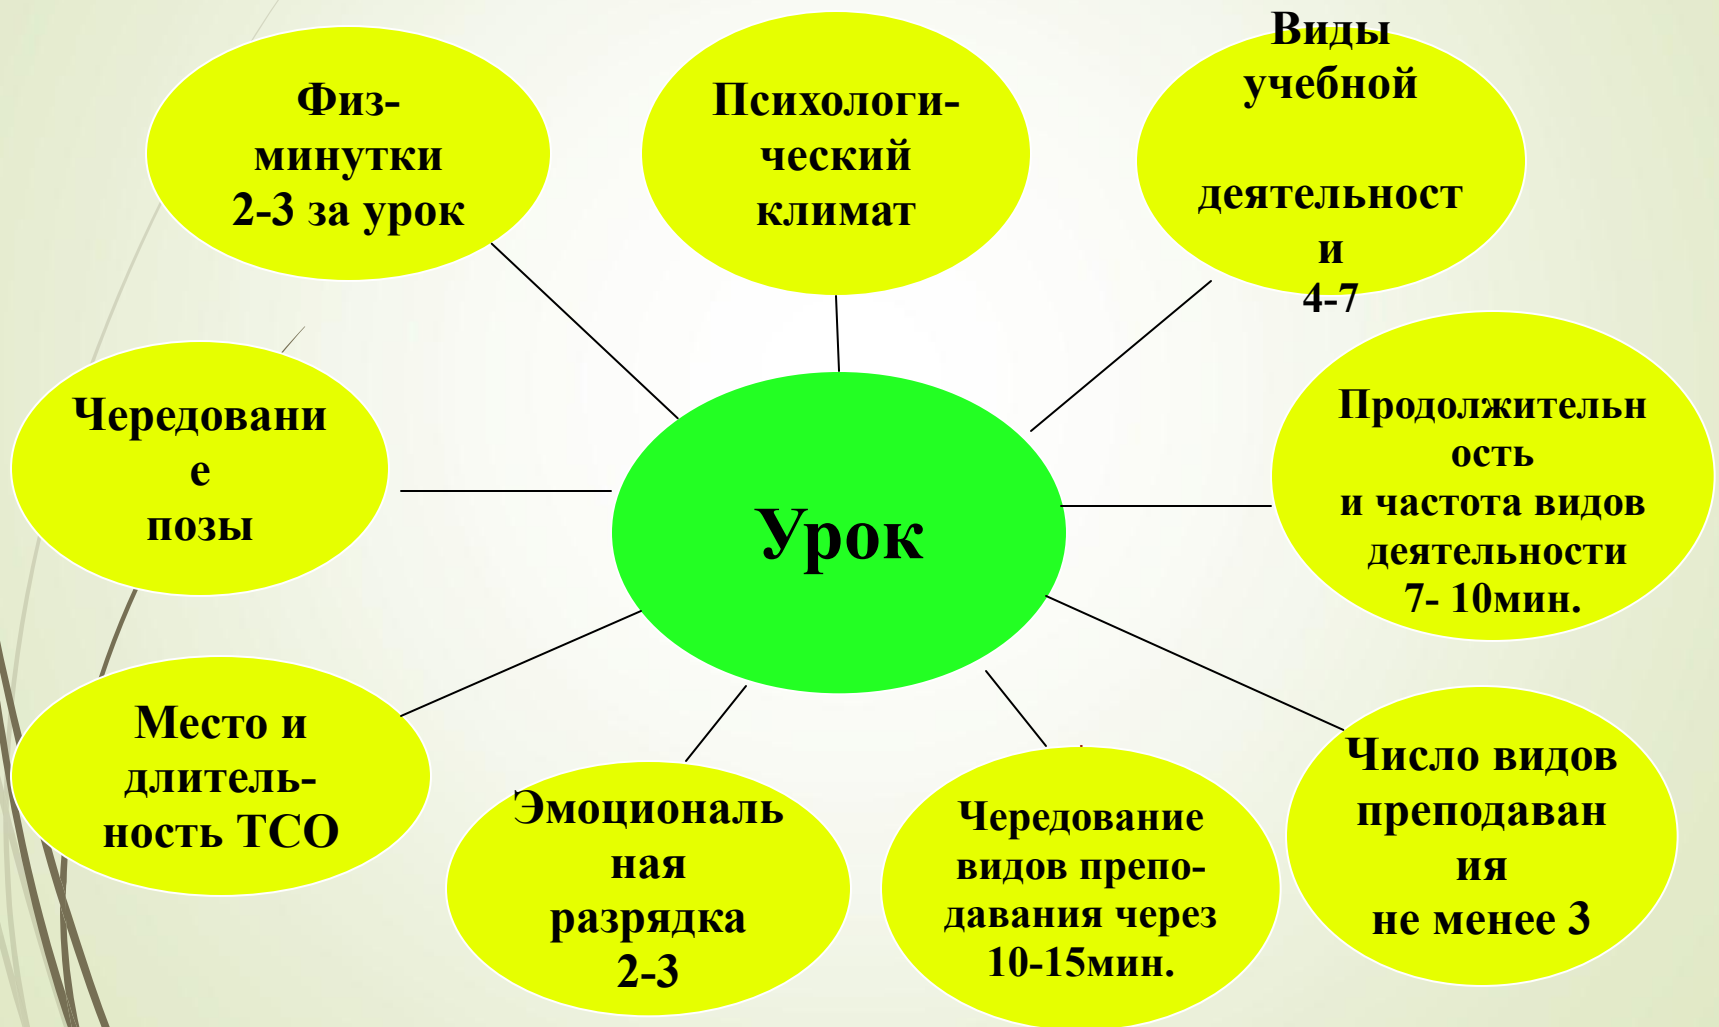 Физ-
минутки
2-3 за урок
Психологи-
ческий
климат
Виды
учебной
деятельност
и
4-7
Чередовани
е
позы
Урок
Продолжительн
ость
и частота видов
деятельности
7- 10мин.
Место и
длитель-
ность ТСО
Эмоциональ
ная
разрядка
2-3
Чередование
видов препо-
давания через
10-15мин.
Число видов
преподаван
ия
не менее 3